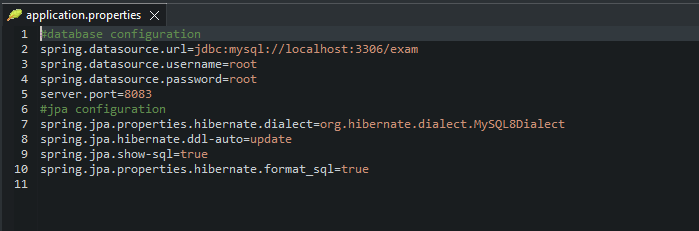 application.properties
1 #database configuration
2 spring.datasource.url=jdbc:mysql://localhost:3306/exam
3 spring.datasource.username=root
4 spring.datasource.password=root
5 server.port=8083
6 #jpa configuration
7 spring.jpa.properties.hibernate.dialect=org.hibernate.dialect.MySQL8Dialect
8 spring.jpa.hibernate.ddl-auto=update
9 spring.jpa.show-sql=true
10 spring.jpa.properties.hibernate.format_sql=true
11